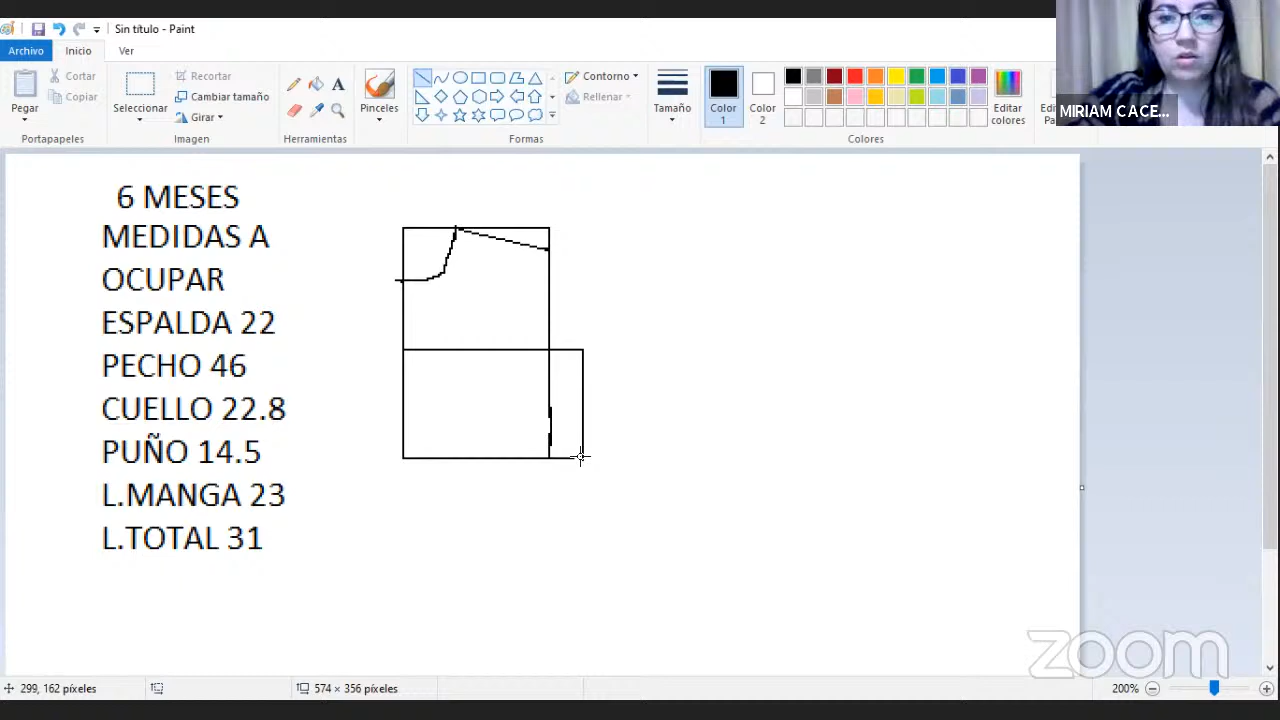 Sin título - Paint
Archivo
Inicio
Ver
Pegar
Cortar
Copiar
Portapapeles
Seleccionar
Recortar
Cambiar tamaño
Girar
Imagen
Herramientas
Pinceles
Contorno
Rellenar
Formas
Tamaño
Color 1
Color 2
Editar colores
Colores
MIRIAM C ACE...
6 MESES
MEDIDAS A
OCUPAR
ESPALDA 22
PECHO 46
CUELLO 22.8
PUÑO 14.5
L.MANGA 23
L.TOTAL 31
zoom
299, 162 píxeles
574 × 356 píxeles
200%